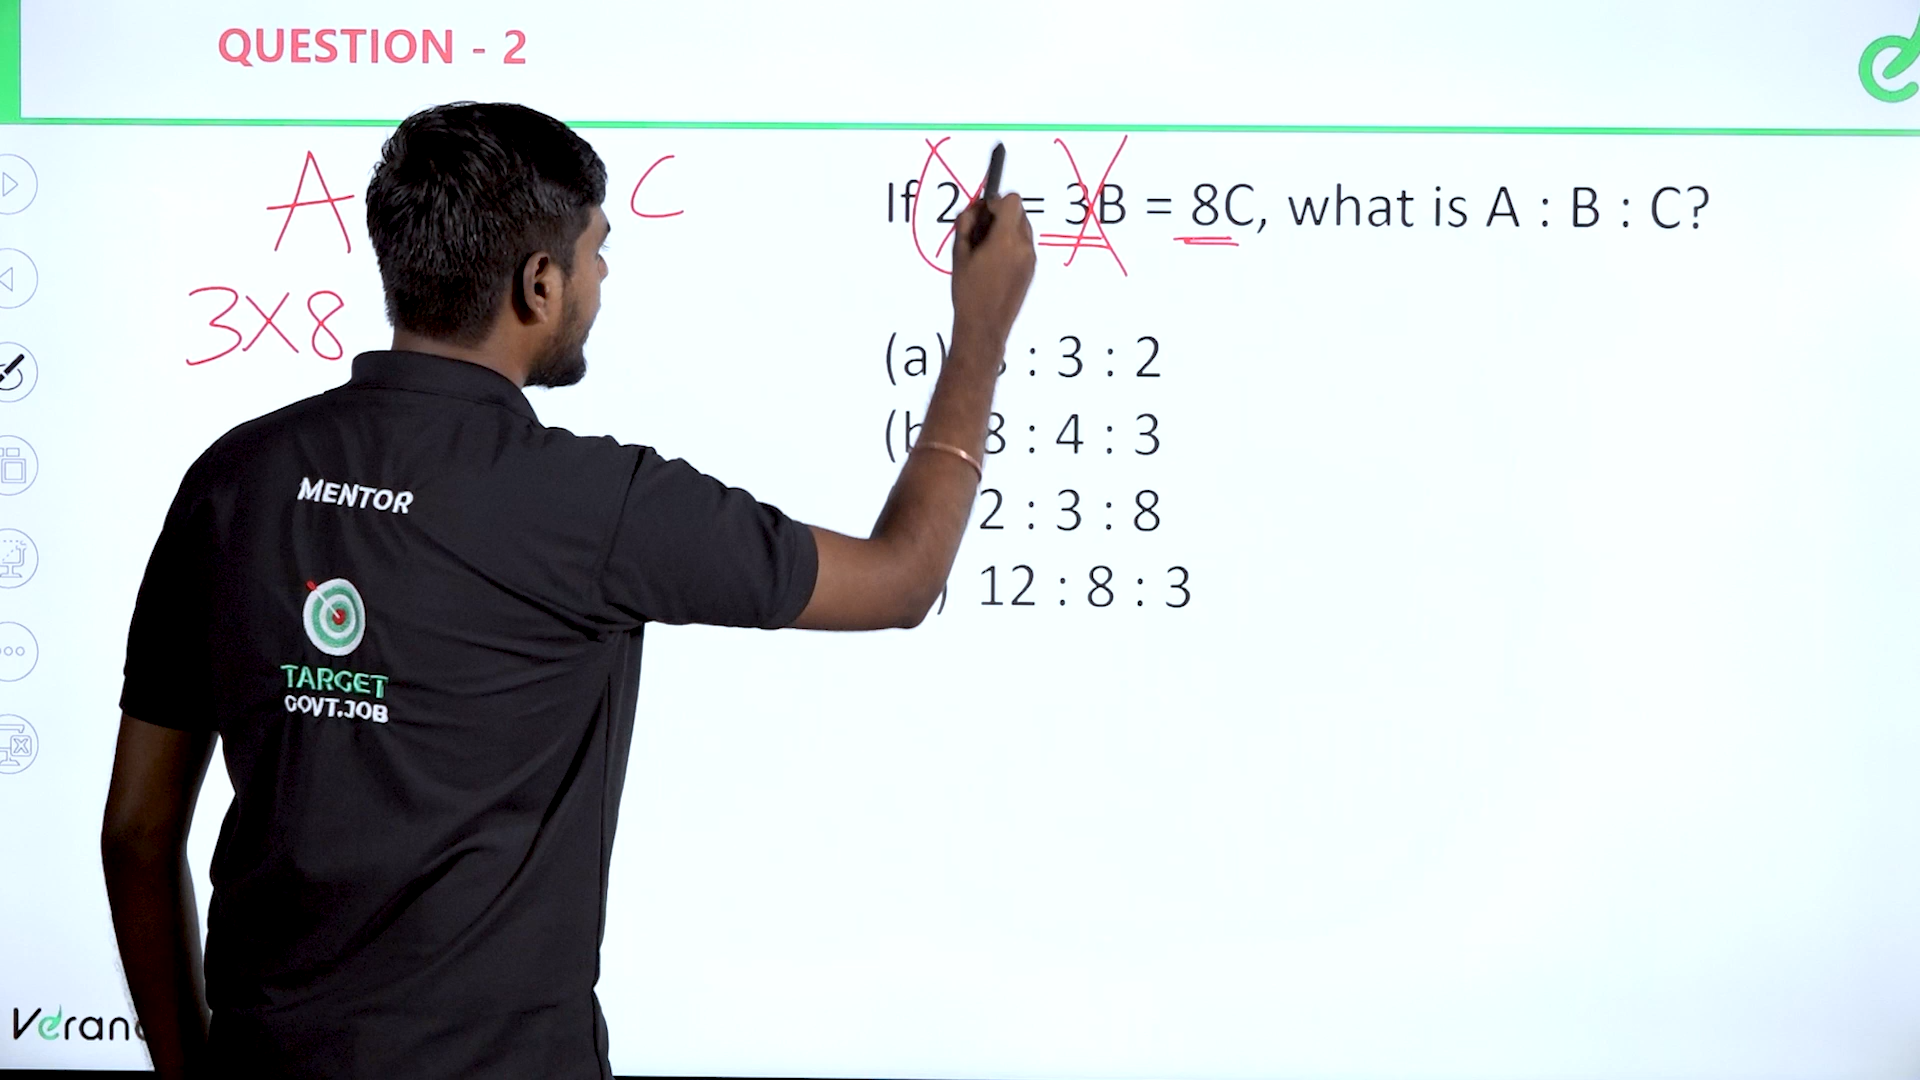 QUESTION - 2
A C
3X8
If 2 = 3B = 8C, what is A : B : C?
(a) : 3 : 2
8 : 4 : 3
2 : 3 : 8
) 12 : 8 : 3
MENTOR
TARGET
GOVT.JOB